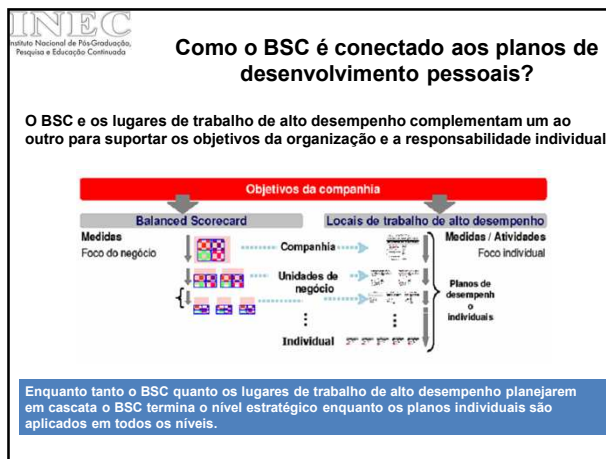 INEC
Instituto Nacional de Pós-Graduação,
Pesquisa e Educação Continuada
Como o BSC é conectado aos planos de
desenvolvimento pessoais?
O BSC e os lugares de trabalho de alto desempenho complementam um ao
outro para suportar os objetivos da organização e a responsabilidade individual
Objetivos da companhia
Balanced Scorecard
Locais de trabalho de alto desempenho
Medidas
Foco do negócio
Companhia
Medidas / Atividades
Foco individual
Unidades de
negócio
Planos de
desempenh
o
individuais
Individual
Enquanto tanto o BSC quanto os lugares de trabalho de alto desempenho planejarem
em cascata o BSC termina o nível estratégico enquanto os planos individuais são
aplicados em todos os níveis.